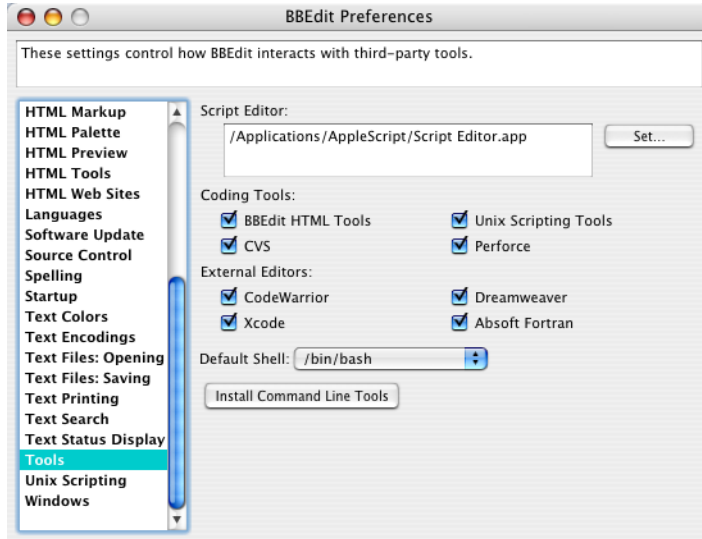 BBEdit Preferences
These settings control how BBEdit interacts with third-party tools.
HTML Markup
HTML Palette
HTML Preview
HTML Tools
HTML Web Sites
Languages
Software Update
Source Control
Spelling
Startup
Text Colors
Text Encodings
Text Files: Opening
Text Files: Saving
Text Printing
Text Search
Text Status Display
Tools
Unix Scripting
Windows
Script Editor:
/Applications/AppleScript/Script Editor.app
Set...
Coding Tools:
BBEdit HTML Tools
Unix Scripting Tools
CVS
Perforce
External Editors:
CodeWarrior
Dreamweaver
Xcode
Absoft Fortran
Default Shell: /bin/bash
Install Command Line Tools